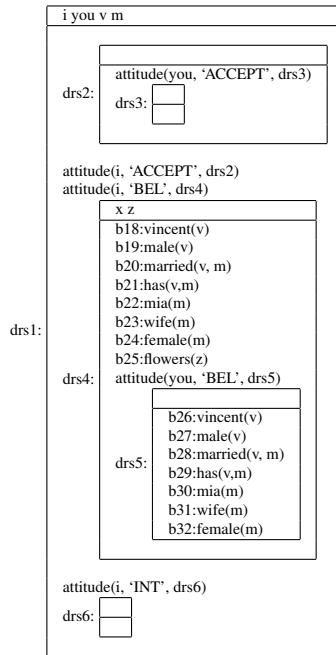 i you v m
attitude(you, ‘ACCEPT’, drs3)
drs2:
drs3:
attitude(i, ‘ACCEPT’, drs2)
attitude(i, ‘BEL’, drs4)
x z
b18:vincent(v)
b19:male(v)
b20:married(v, m)
b21:has(v,m)
b22:mia(m)
b23:wife(m)
b24:female(m)
drs1:
b25:flowers(z)
drs4:
attitude(you, ‘BEL’, drs5)
b26:vincent(v)
b27:male(v)
b28:married(v, m)
drs5:
b29:has(v,m)
b30:mia(m)
b31:wife(m)
b32:female(m)
attitude(i, ‘INT’, drs6)
drs6: